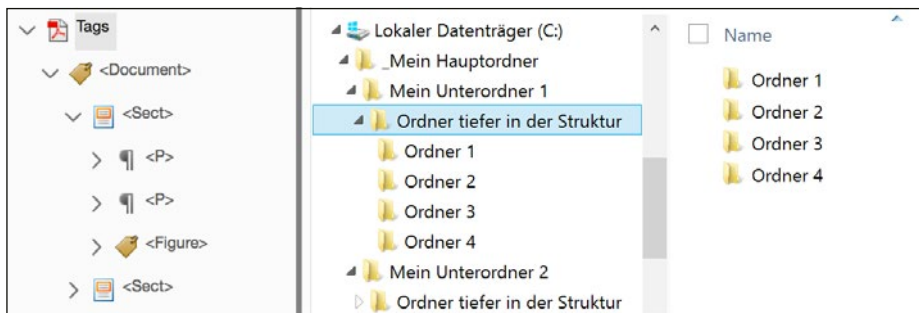 Tags
<Document>
<Sect>
<P>
<P>
<Figure>
<Sect>
Lokaler Datenträger (C:)
_Mein Hauptordner
Mein Unterordner 1
Ordner tiefer in der Struktur
Ordner 1
Ordner 2
Ordner 3
Ordner 4
Mein Unterordner 2
Ordner tiefer in der Struktur
Name
Ordner 1
Ordner 2
Ordner 3
Ordner 4